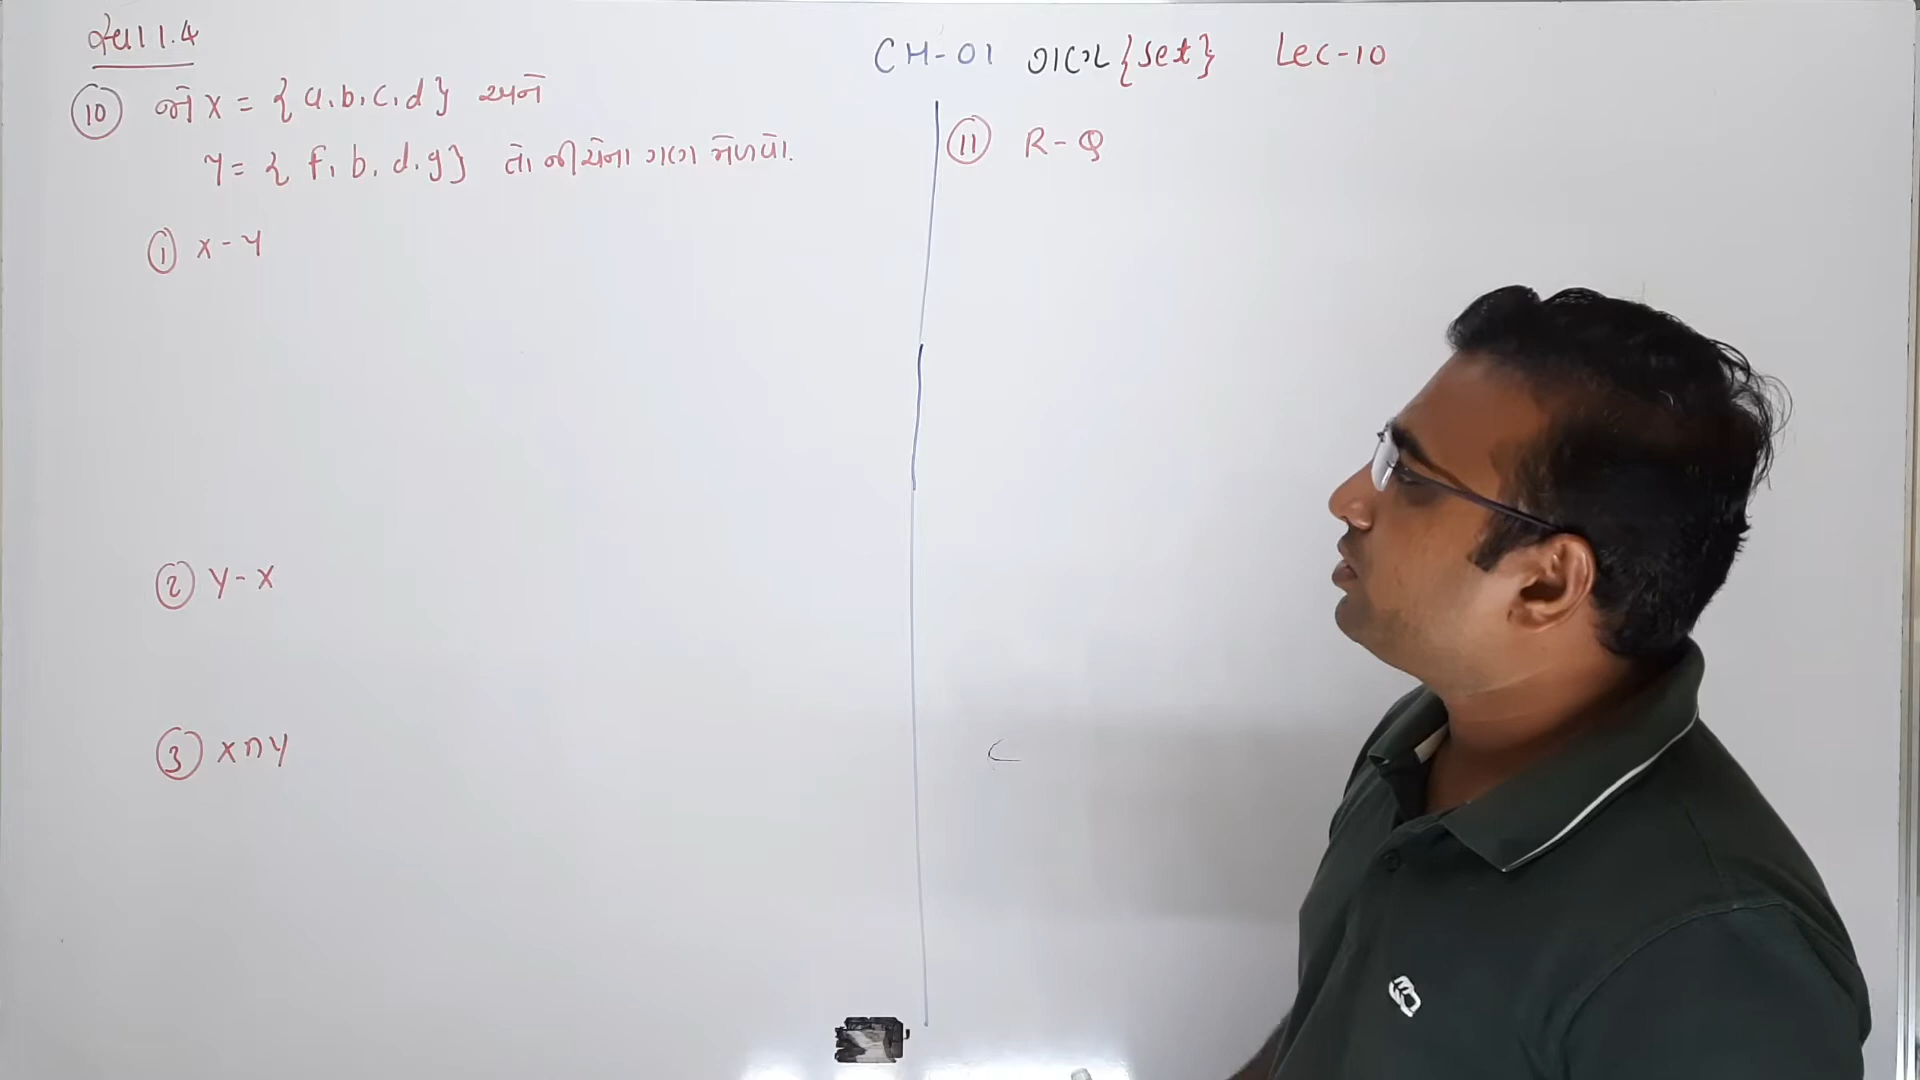 સ્વા 1.4
CH-01 ગણ {Set} Lec-10
10 જો X = {a, b, c, d} અને
Y = { f, b, d, g} તો નીચેના ગણ મેળવો.
1 X - Y
2 Y - X
3 X ∩ Y
11 R - Q